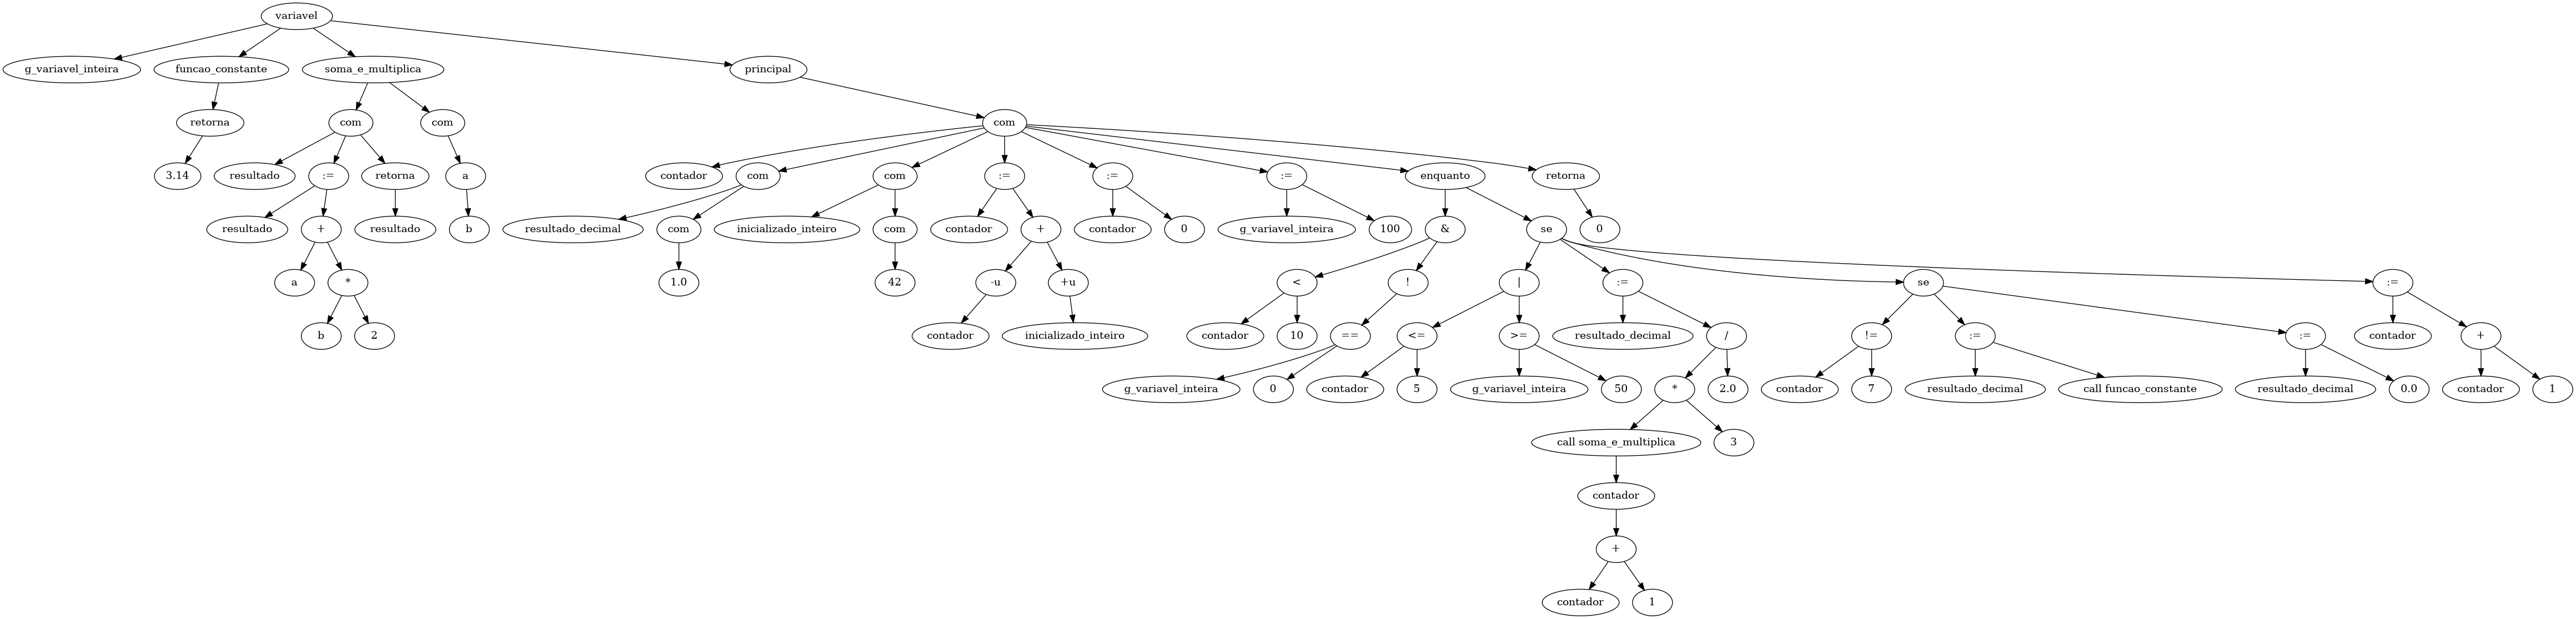 variavel
g_variavel_inteira funcao_constante soma_e_multiplica principal
retorna com com com
3.14 resultado := retorna a contador com com := := := enquanto retorna
resultado + resultado b resultado_decimal com inicializado_inteiro com contador + contador 0 g_variavel_inteira 100 & se 0
a * 1.0 42 -u +u < ! | := se :=
b 2 contador inicializado_inteiro contador 10 == <= >= resultado_decimal / != := := contador +
g_variavel_inteira 0 contador 5 g_variavel_inteira 50 * 2.0 contador 7 resultado_decimal call funcao_constante resultado_decimal 0.0 contador 1
call soma_e_multiplica 3
contador
+
contador 1